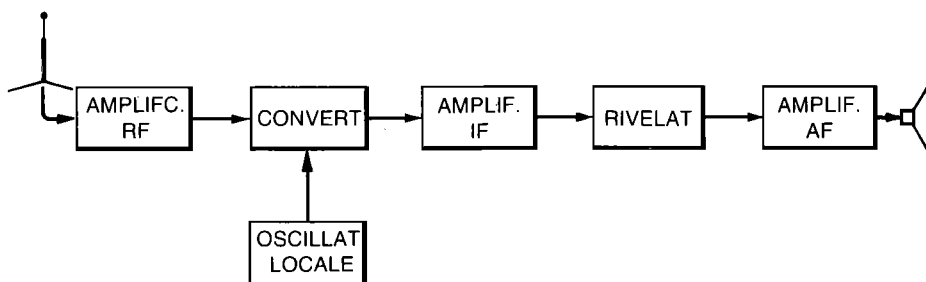 AMPLIFC.
RF
CONVERT
AMPLIF.
IF
RIVELAT
AMPLIF.
AF
OSCILLAT
LOCALE